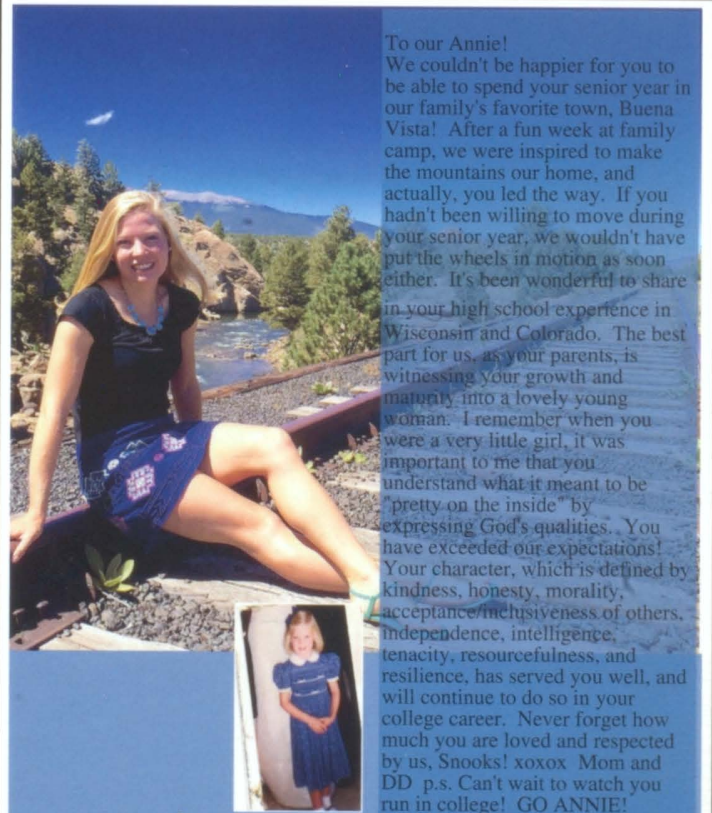 To our Annie!
We couldn't be happier for you to
be able to spend your senior year in
our family's favorite town, Buena
Vista!  After a fun week at family
camp, we were inspired to make
the mountains our home, and
actually, you led the way.  If you
hadn't been willing to move during
your senior year, we wouldn't have
put the wheels in motion as soon
either.  It's been wonderful to share
in your high school experience in
Wisconsin and Colorado.  The best
part for us, as your parents, is
witnessing your growth and
maturity into a lovely young
woman.  I remember when you
were a very little girl, it was
important to me that you
understand what it meant to be
"pretty on the inside" by
expressing God's qualities.  You
have exceeded our expectations!
Your character, which is defined by
kindness, honesty, morality,
acceptance/inclusiveness of others,
independence, intelligence,
tenacity, resourcefulness, and
resilience, has served you well, and
will continue to do so in your
college career.  Never forget how
much you are loved and respected
by us, Snooks! xoxox  Mom and
DD  p.s. Can't wait to watch you
run in college!  GO ANNIE!